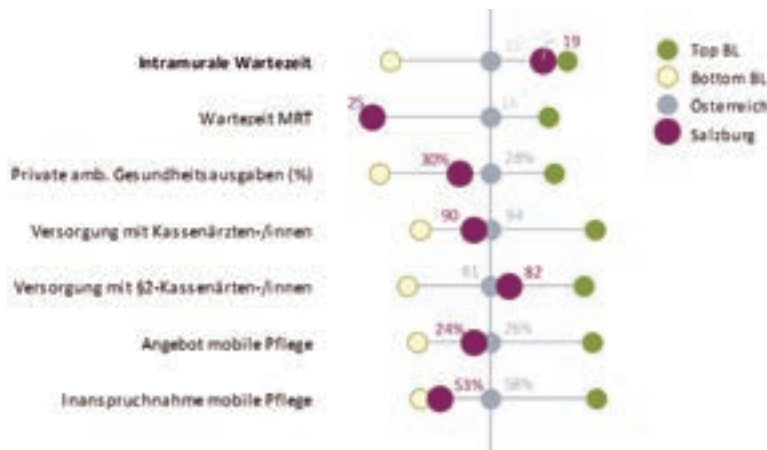 Intramurale Wartezeit
19
Wartezeit MRT
25
Private amb. Gesundheitsausgaben (%)
30%
28%
Versorgung mit Kassenärzten-/innen
90
94
Versorgung mit §2-Kassenärten-/innen
81
82
Angebot mobile Pflege
24%
26%
Inanspruchnahme mobile Pflege
53%
58%
Top BL
Bottom BL
Österreich
Salzburg